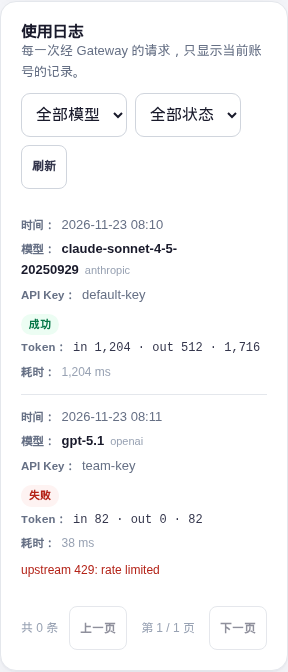 使用日志
每一次经 Gateway 的请求，只显示当前账
号的记录。
全部模型 全部状态
刷新
时间： 2026-11-23 08:10
模型： claude-sonnet-4-5-
20250929 anthropic
API Key： default-key
成功
Token： in 1,204 · out 512 · 1,716
耗时： 1,204 ms
时间： 2026-11-23 08:11
模型： gpt-5.1 openai
API Key： team-key
失败
Token： in 82 · out 0 · 82
耗时： 38 ms
upstream 429: rate limited
共 0 条 上一页 第 1 / 1 页 下一页